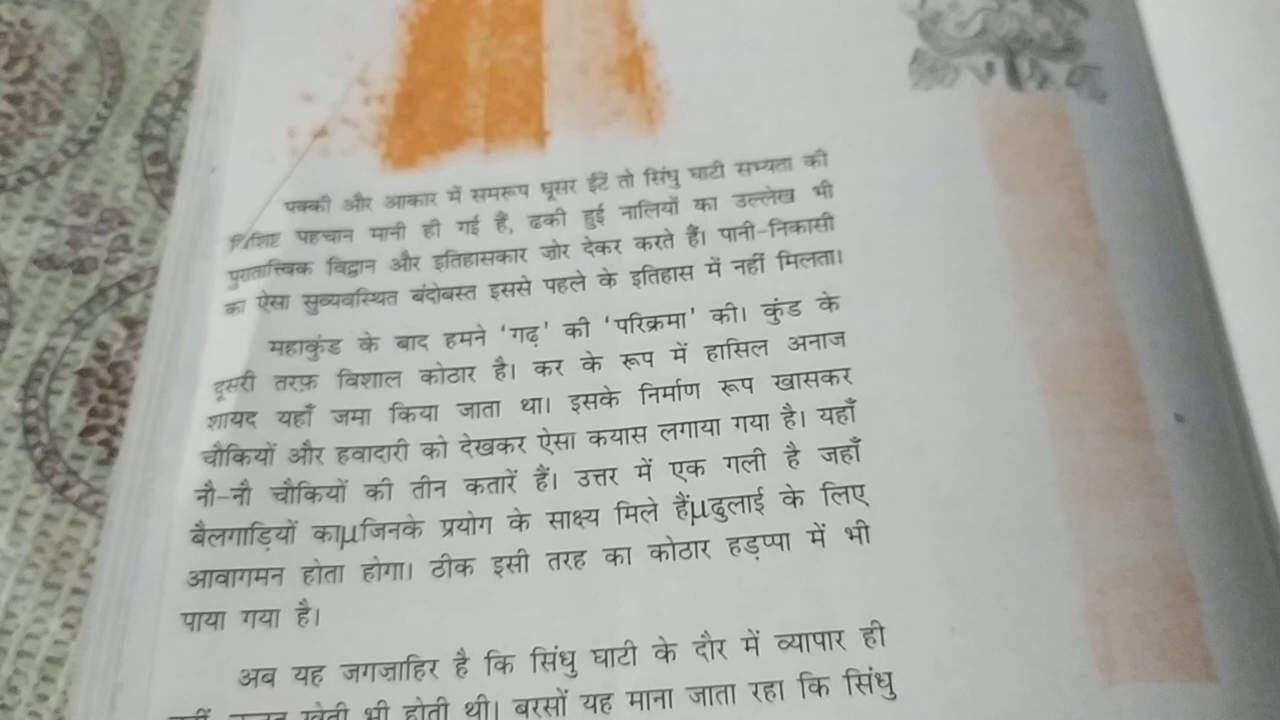 पक्की और आकार में समरूप धूसर ईंटें तो सिंधु घाटी सभ्यता की
पहचान मानी ही गई हैं, ढकी हुई नालियों का उल्लेख भी
पुरातात्त्विक विद्वान और इतिहासकार ज़ोर देकर करते हैं। पानी-निकासी
का ऐसा सुव्यवस्थित बंदोबस्त इससे पहले के इतिहास में नहीं मिलता।
महाकुंड के बाद हमने ‘गढ़’ की ‘परिक्रमा’ की। कुंड के
दूसरी तरफ़ विशाल कोठार है। कर के रूप में हासिल अनाज
शायद यहाँ जमा किया जाता था। इसके निर्माण रूप खासकर
चौकियों और हवादारी को देखकर ऐसा कयास लगाया गया है। यहाँ
नौ-नौ चौकियों की तीन कतारें हैं। उत्तर में एक गली है जहाँ
बैलगाड़ियों काµजिनके प्रयोग के साक्ष्य मिले हैंµढुलाई के लिए
आवागमन होता होगा। ठीक इसी तरह का कोठार हड़प्पा में भी
पाया गया है।
अब यह जगज़ाहिर है कि सिंधु घाटी के दौर में व्यापार ही
खेती भी होती थी। बरसों यह माना जाता रहा कि सिंधु